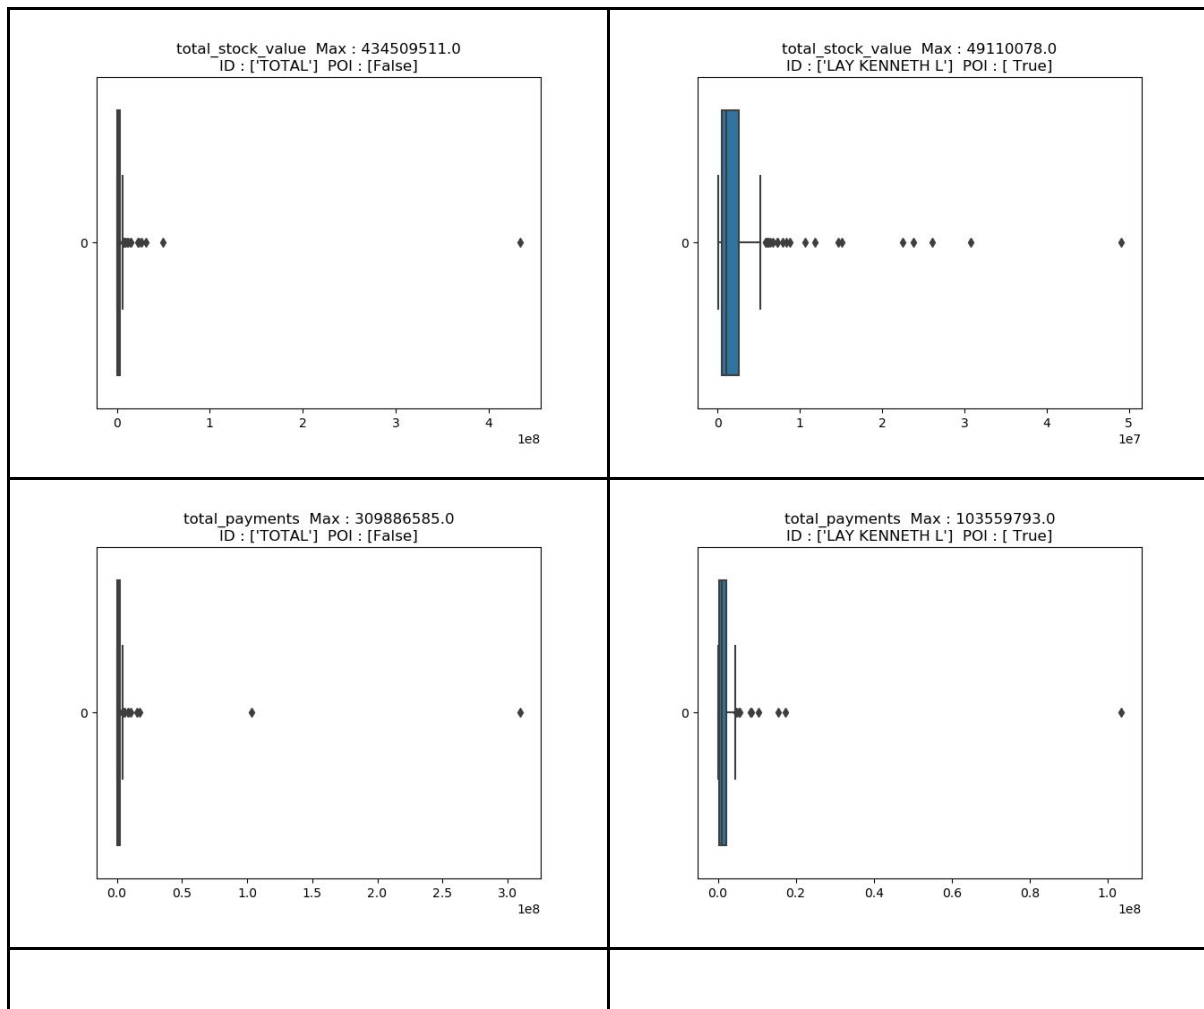 total_stock_value  Max : 434509511.0
ID : ['TOTAL']  POI : [False]
0
0 1 2 3 4
1e8
total_stock_value  Max : 49110078.0
ID : ['LAY KENNETH L']  POI : [ True]
0
0 1 2 3 4 5
1e7
total_payments  Max : 309886585.0
ID : ['TOTAL']  POI : [False]
0
0.0 0.5 1.0 1.5 2.0 2.5 3.0
1e8
total_payments  Max : 103559793.0
ID : ['LAY KENNETH L']  POI : [ True]
0
0.0 0.2 0.4 0.6 0.8 1.0
1e8